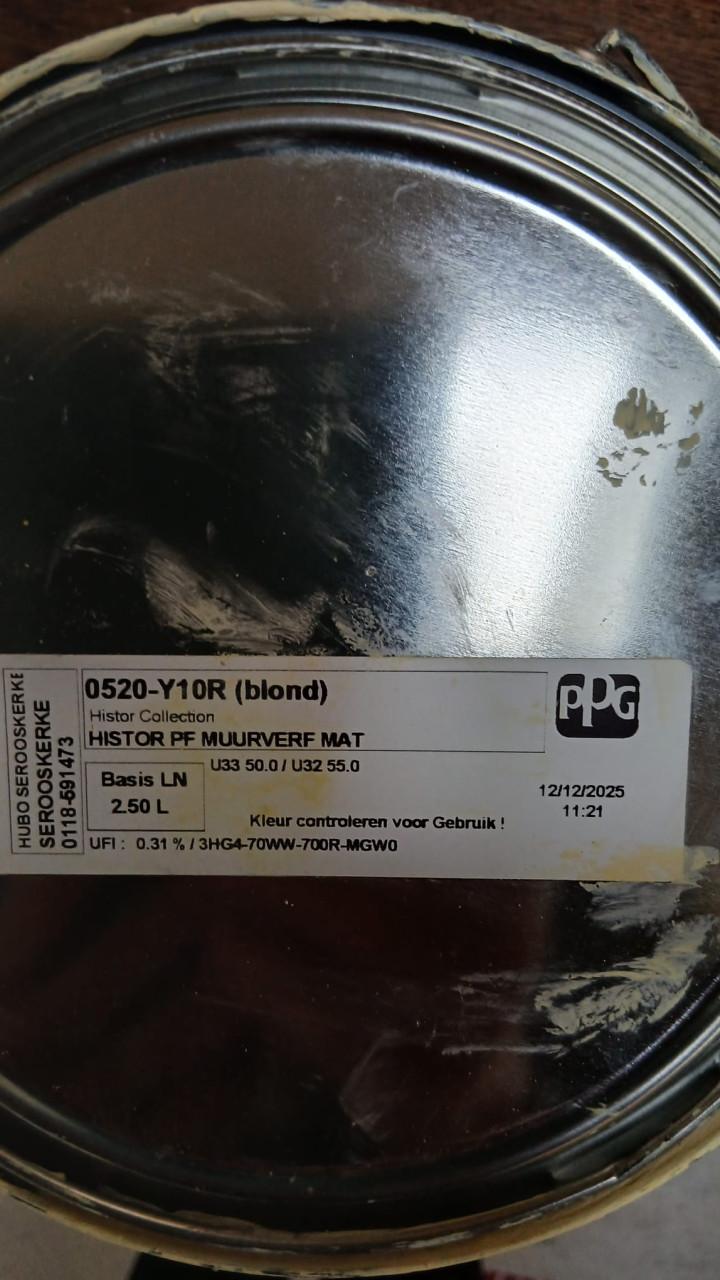 HUBO SEROOSKERKE
SEROOSKERKE
0118-591473
0520-Y10R (blond)
Histor Collection
HISTOR PF MUURVERF MAT
Basis LN
2.50 L
U33 50.0 / U32 55.0
Kleur controleren voor Gebruik !
UFI : 0.31 % / 3HG4-70WW-700R-MGW0
PPG
12/12/2025
11:21